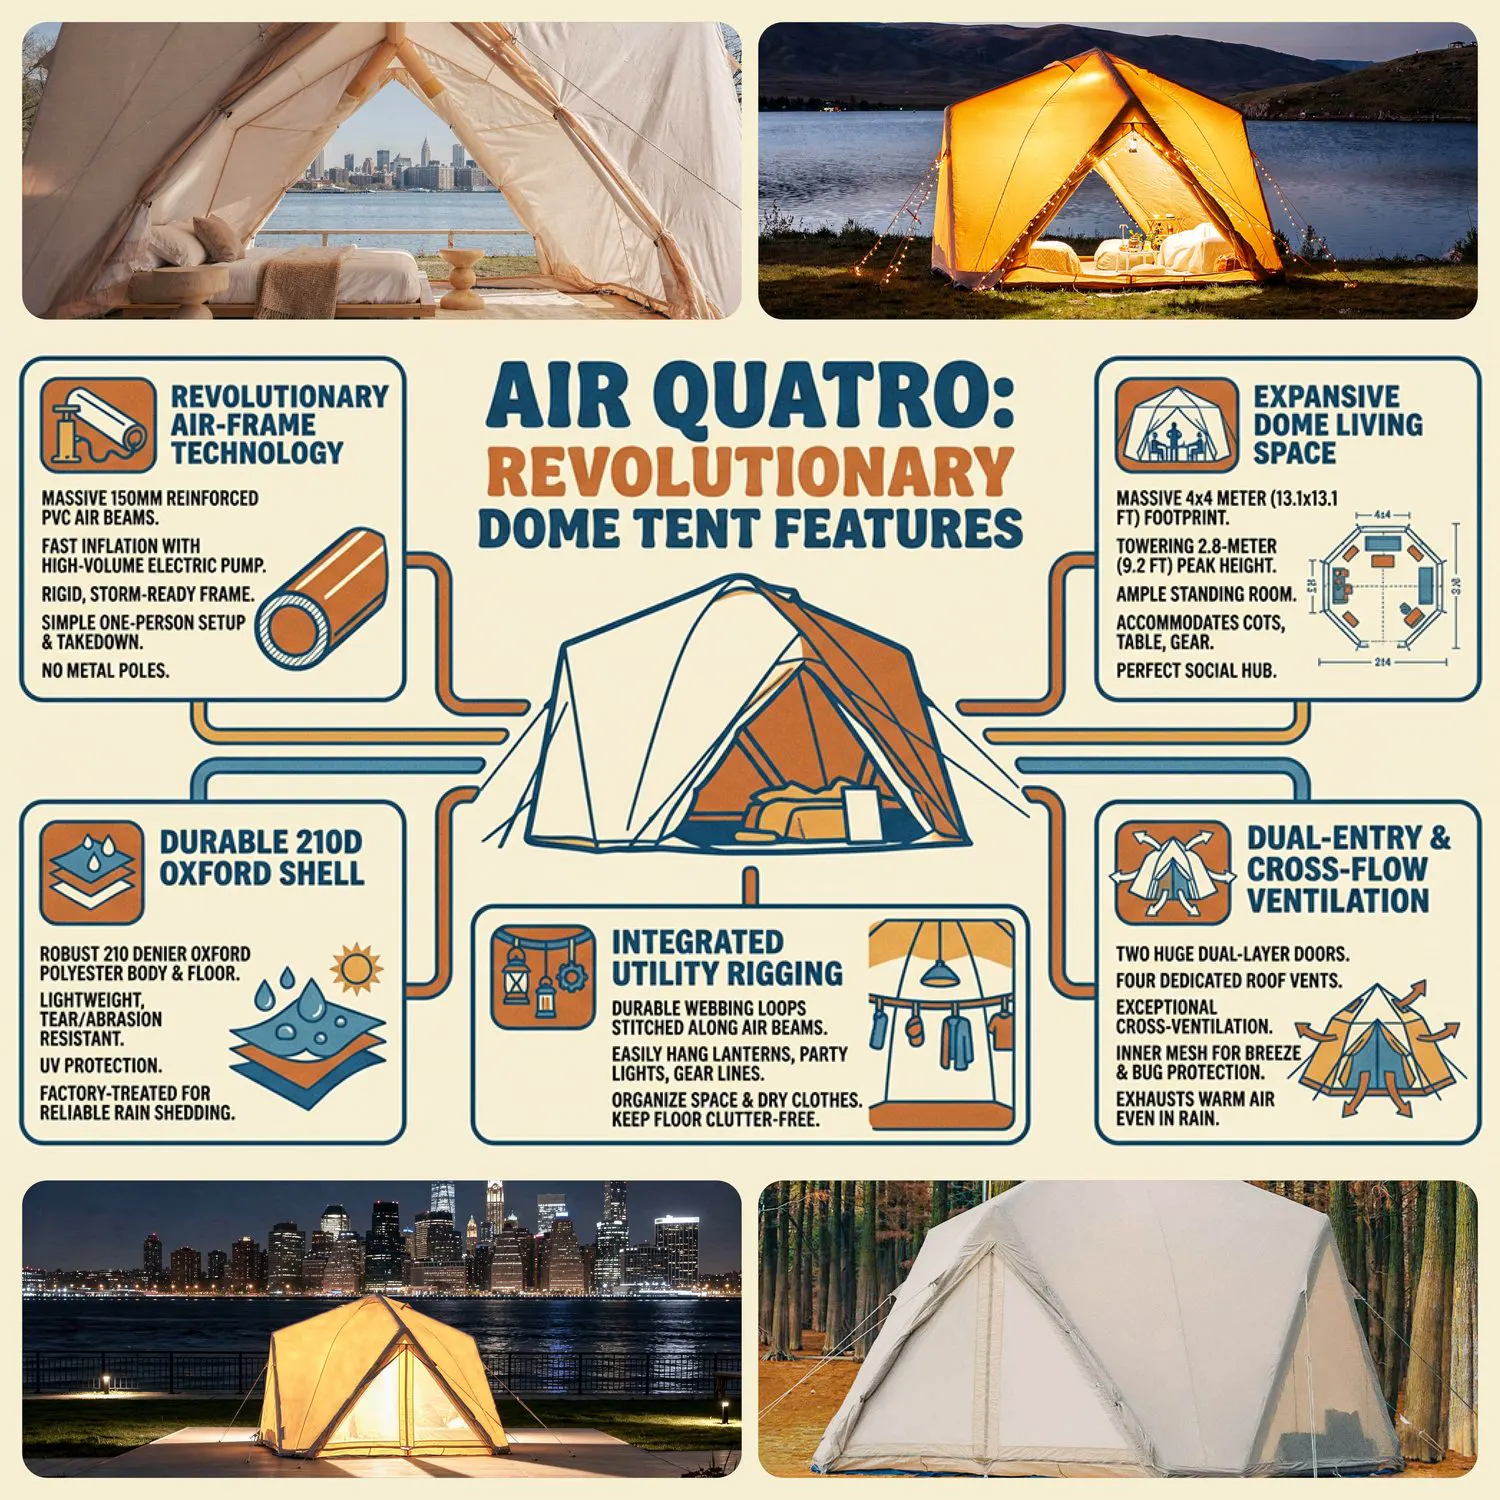 AIR QUATRO:
REVOLUTIONARY
DOME TENT FEATURES
REVOLUTIONARY
AIR-FRAME
TECHNOLOGY
MASSIVE 150MM REINFORCED
PVC AIR BEAMS.
FAST INFLATION WITH
HIGH-VOLUME ELECTRIC PUMP.
RIGID, STORM-READY FRAME.
SIMPLE ONE-PERSON SETUP
& TAKEDOWN.
NO METAL POLES.
EXPANSIVE
DOME LIVING
SPACE
MASSIVE 4x4 METER (13.1x13.1
FT) FOOTPRINT.
TOWERING 2.8-METER
(9.2 FT) PEAK HEIGHT.
AMPLE STANDING ROOM.
ACCOMMODATES COTS,
TABLE, GEAR.
PERFECT SOCIAL HUB.
DURABLE 210D
OXFORD SHELL
ROBUST 210 DENIER OXFORD
POLYESTER BODY & FLOOR.
LIGHTWEIGHT,
TEAR/ABRASION
RESISTANT.
UV PROTECTION.
FACTORY-TREATED FOR
RELIABLE RAIN SHEDDING.
INTEGRATED
UTILITY RIGGING
DURABLE WEBBING LOOPS
STITCHED ALONG AIR BEAMS.
EASILY HANG LANTERNS, PARTY
LIGHTS, GEAR LINES.
ORGANIZE SPACE & DRY CLOTHES.
KEEP FLOOR CLUTTER-FREE.
DUAL-ENTRY &
CROSS-FLOW
VENTILATION
TWO HUGE DUAL-LAYER DOORS.
FOUR DEDICATED ROOF VENTS.
EXCEPTIONAL
CROSS-VENTILATION.
INNER MESH FOR BREEZE
& BUG PROTECTION.
EXHAUSTS WARM AIR
EVEN IN RAIN.